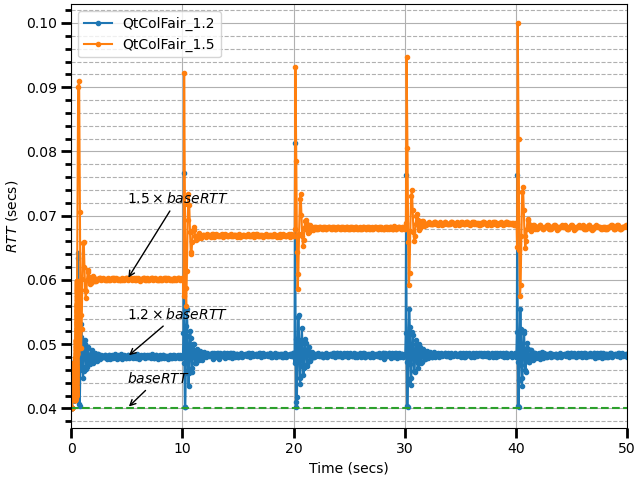 QtColFair_1.2
QtColFair_1.5
0.10
0.09
0.08
0.07
0.06
0.05
0.04
RTT (secs)
1.5 × baseRTT
1.2 × baseRTT
baseRTT
0 10 20 30 40 50
Time (secs)